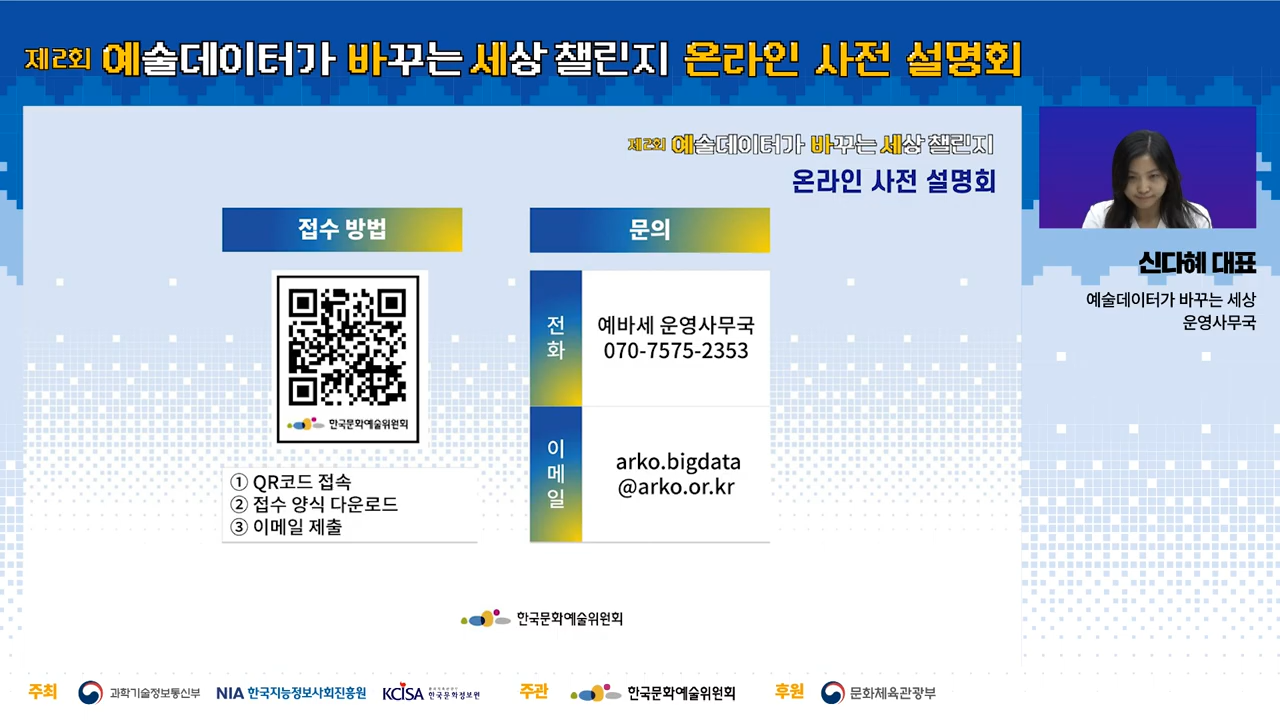 제2회 예술데이터가 바꾸는 세상 챌린지 온라인 사전 설명회
제2회 예술데이터가 바꾸는 세상 챌린지
온라인 사전 설명회
접수 방법
한국문화예술위원회
① QR코드 접속
② 접수 양식 다운로드
③ 이메일 제출
문의
전화
예바세 운영사무국
070-7575-2353
이메일
arko.bigdata
@arko.or.kr
한국문화예술위원회
신다혜 대표
예술데이터가 바꾸는 세상
운영사무국
주최 과학기술정보통신부 NIA 한국지능정보사회진흥원 KCISA 한국문화정보원 주관 한국문화예술위원회 후원 문화체육관광부